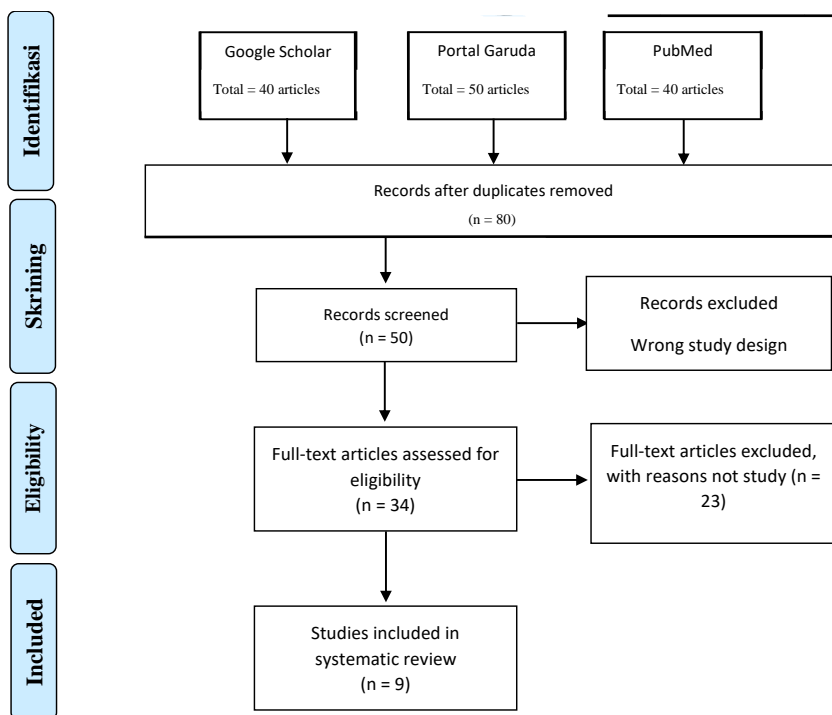 Identifikasi
Google Scholar
Total = 40 articles
Portal Garuda
Total = 50 articles
PubMed
Total = 40 articles
Records after duplicates removed
(n = 80)
Skrining
Records screened
(n = 50)
Records excluded
Wrong study design
Eligibility
Full-text articles assessed for
eligibility
(n = 34)
Full-text articles excluded,
with reasons not study (n =
23)
Included
Studies included in
systematic review
(n = 9)